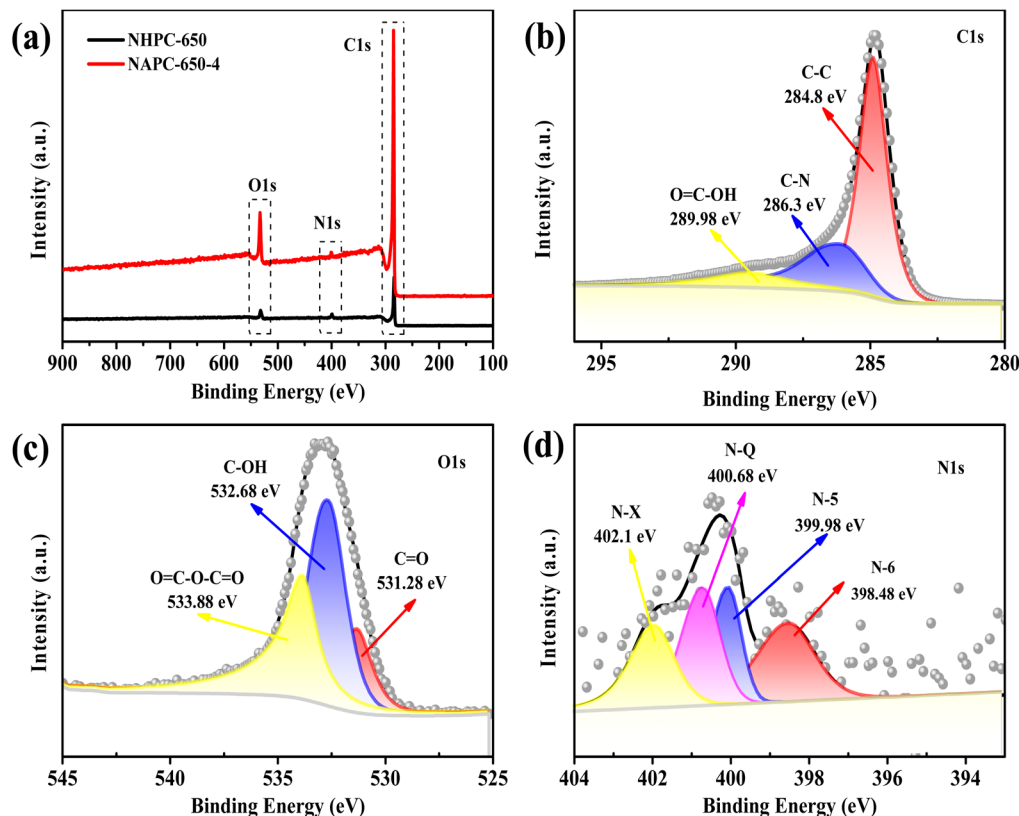 (a)
NHPC-650
NAPC-650-4
C1s
O1s
N1s
Intensity (a.u.)
900 800 700 600 500 400 300 200 100
Binding Energy (eV)
(b)
C1s
C-C
284.8 eV
C-N
286.3 eV
O=C-OH
289.98 eV
Intensity (a.u.)
295 290 285 280
Binding Energy (eV)
(c)
O1s
C-OH
532.68 eV
C=O
531.28 eV
O=C-O-C=O
533.88 eV
Intensity (a.u.)
545 540 535 530 525
Binding Energy (eV)
(d)
N1s
N-Q
400.68 eV
N-5
399.98 eV
N-X
402.1 eV
N-6
398.48 eV
Intensity (a.u.)
404 402 400 398 396 394
Binding Energy (eV)